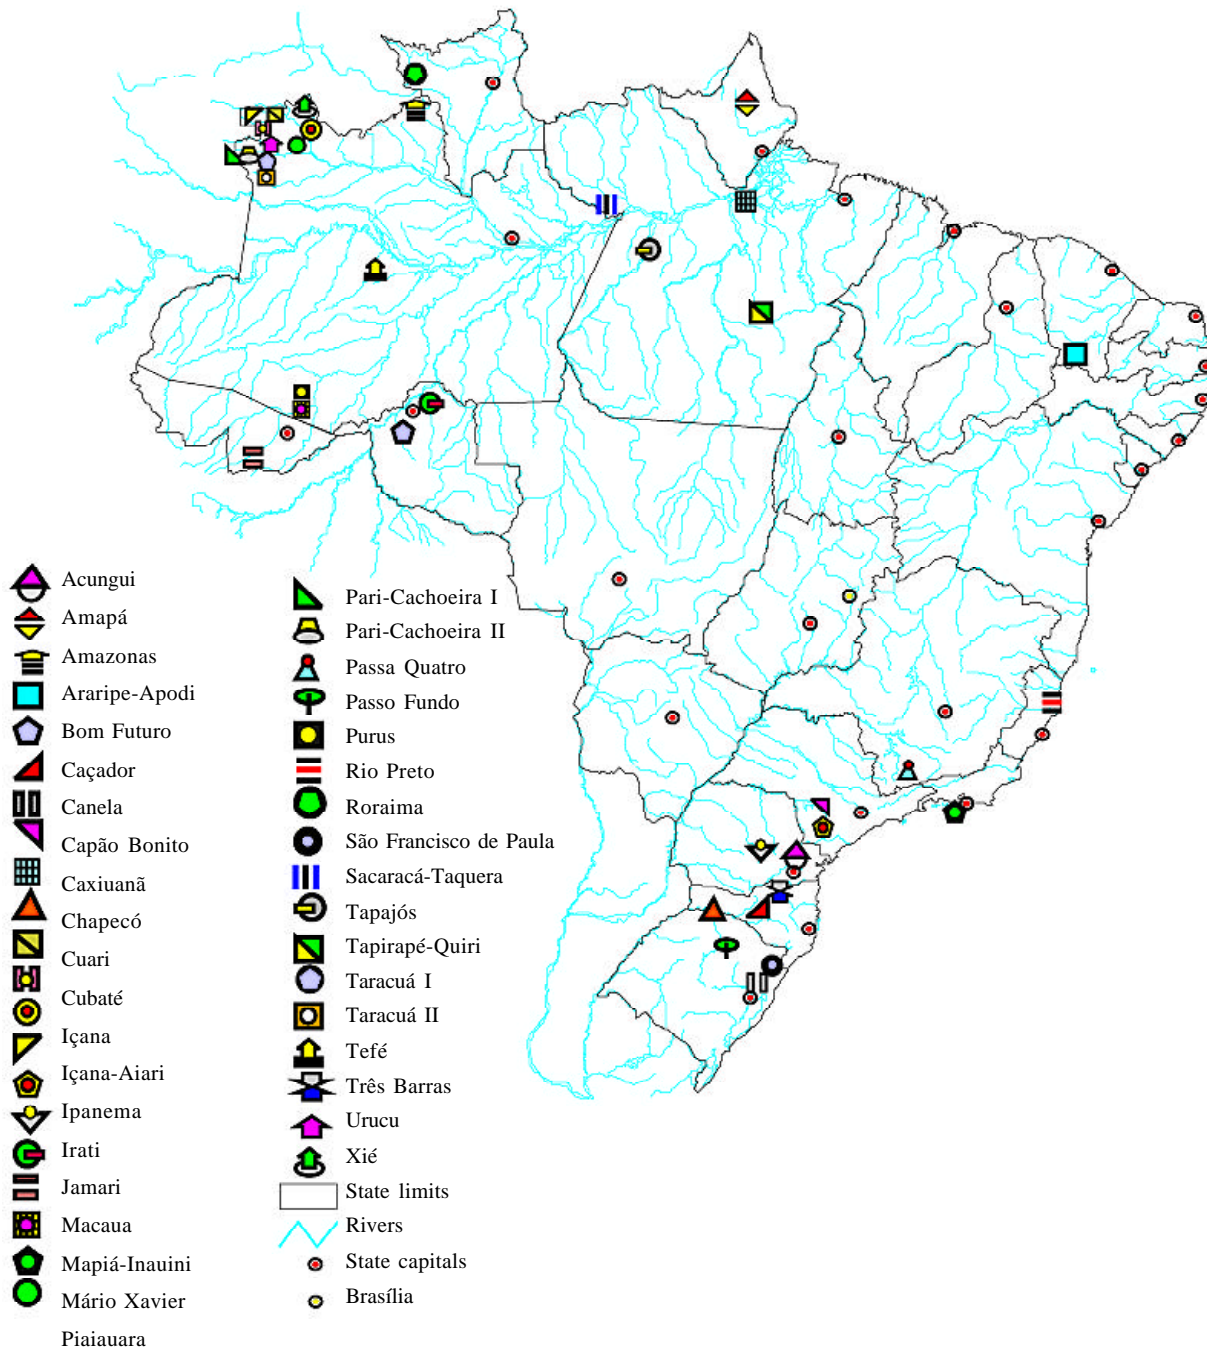 Acungui
Amapá
Amazonas
Araripe-Apodi
Bom Futuro
Caçador
Canela
Capão Bonito
Caxiuanã
Chapecó
Cuari
Cubaté
Içana
Içana-Aiari
Ipanema
Irati
Jamari
Macaua
Mapiá-Inauini
Mário Xavier
Piaiauara
Pari-Cachoeira I
Pari-Cachoeira II
Passa Quatro
Passo Fundo
Purus
Rio Preto
Roraima
São Francisco de Paula
Sacaracá-Taquera
Tapajós
Tapirapé-Quiri
Taracuá I
Taracuá II
Tefé
Três Barras
Urucu
Xié
State limits
Rivers
State capitals
Brasília